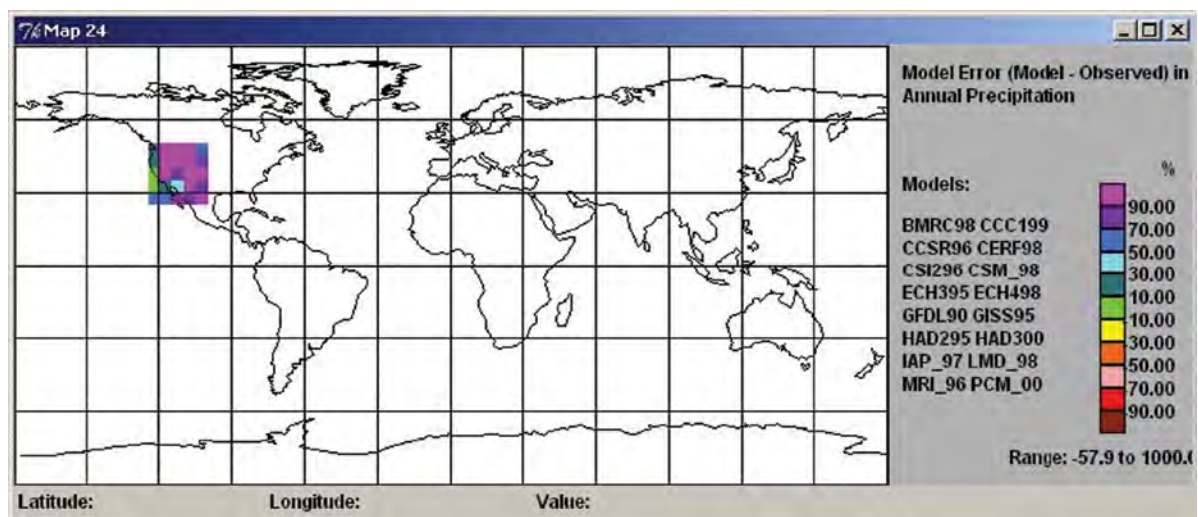 7k Map 24
Model Error (Model - Observed) in
Annual Precipitation
%
Models:
90.00
BMRC98 CCC199
70.00
CCSR96 CERF98
50.00
CSI296 CSM_98
30.00
ECH395 ECH498
10.00
GFDL90 GISS95
-10.00
HAD295 HAD300
-30.00
IAP_97 LMD_98
-50.00
MRI_96 PCM_00
-70.00
-90.00
Range: -57.9 to 1000.
Latitude:
Longitude:
Value: